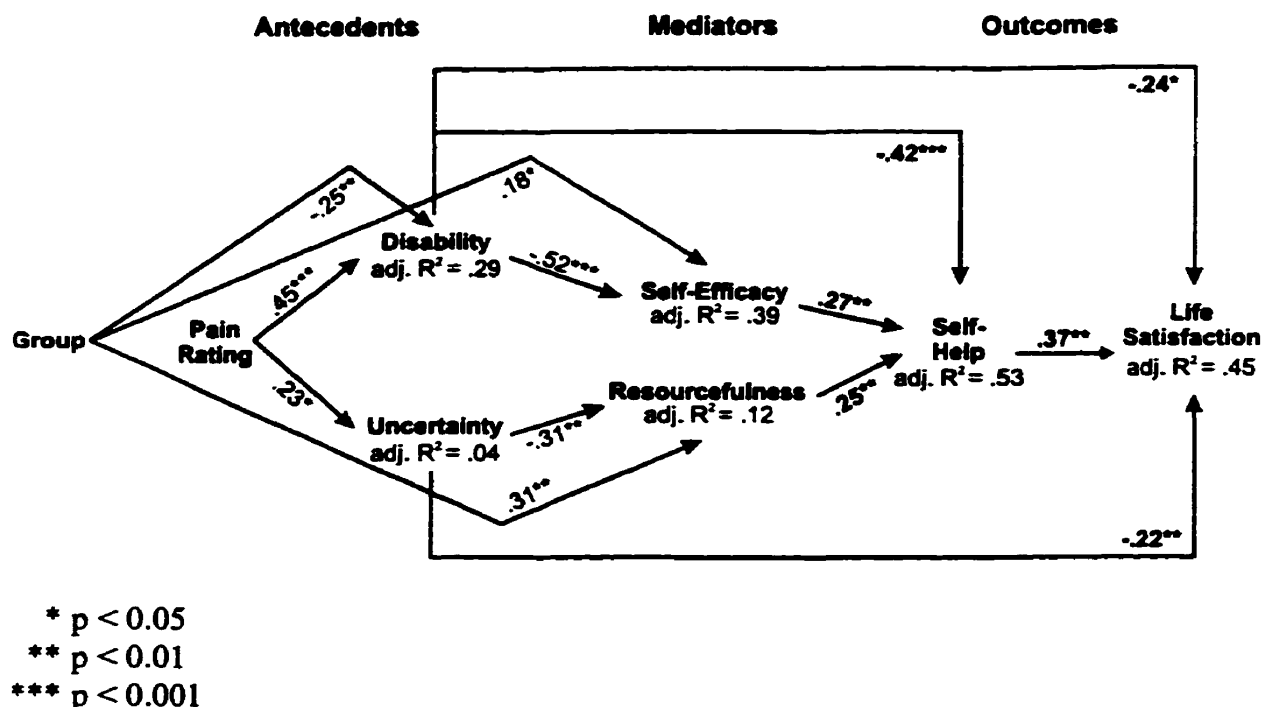 Antecedents Mediators Outcomes
-.24*
-.42***
-.25**
.18*
Disability
adj. R² = .29
-.52***
.45***
Self-Efficacy
adj. R² = .39
.27**
Group
Pain
Rating
Self-
Help
adj. R² = .53
.37**
Life
Satisfaction
adj. R² = .45
.23*
Resourcefulness
adj. R² = .12
.25**
Uncertainty
adj. R² = .04
-.31**
.31**
-.22**
* p < 0.05
** p < 0.01
*** p < 0.001